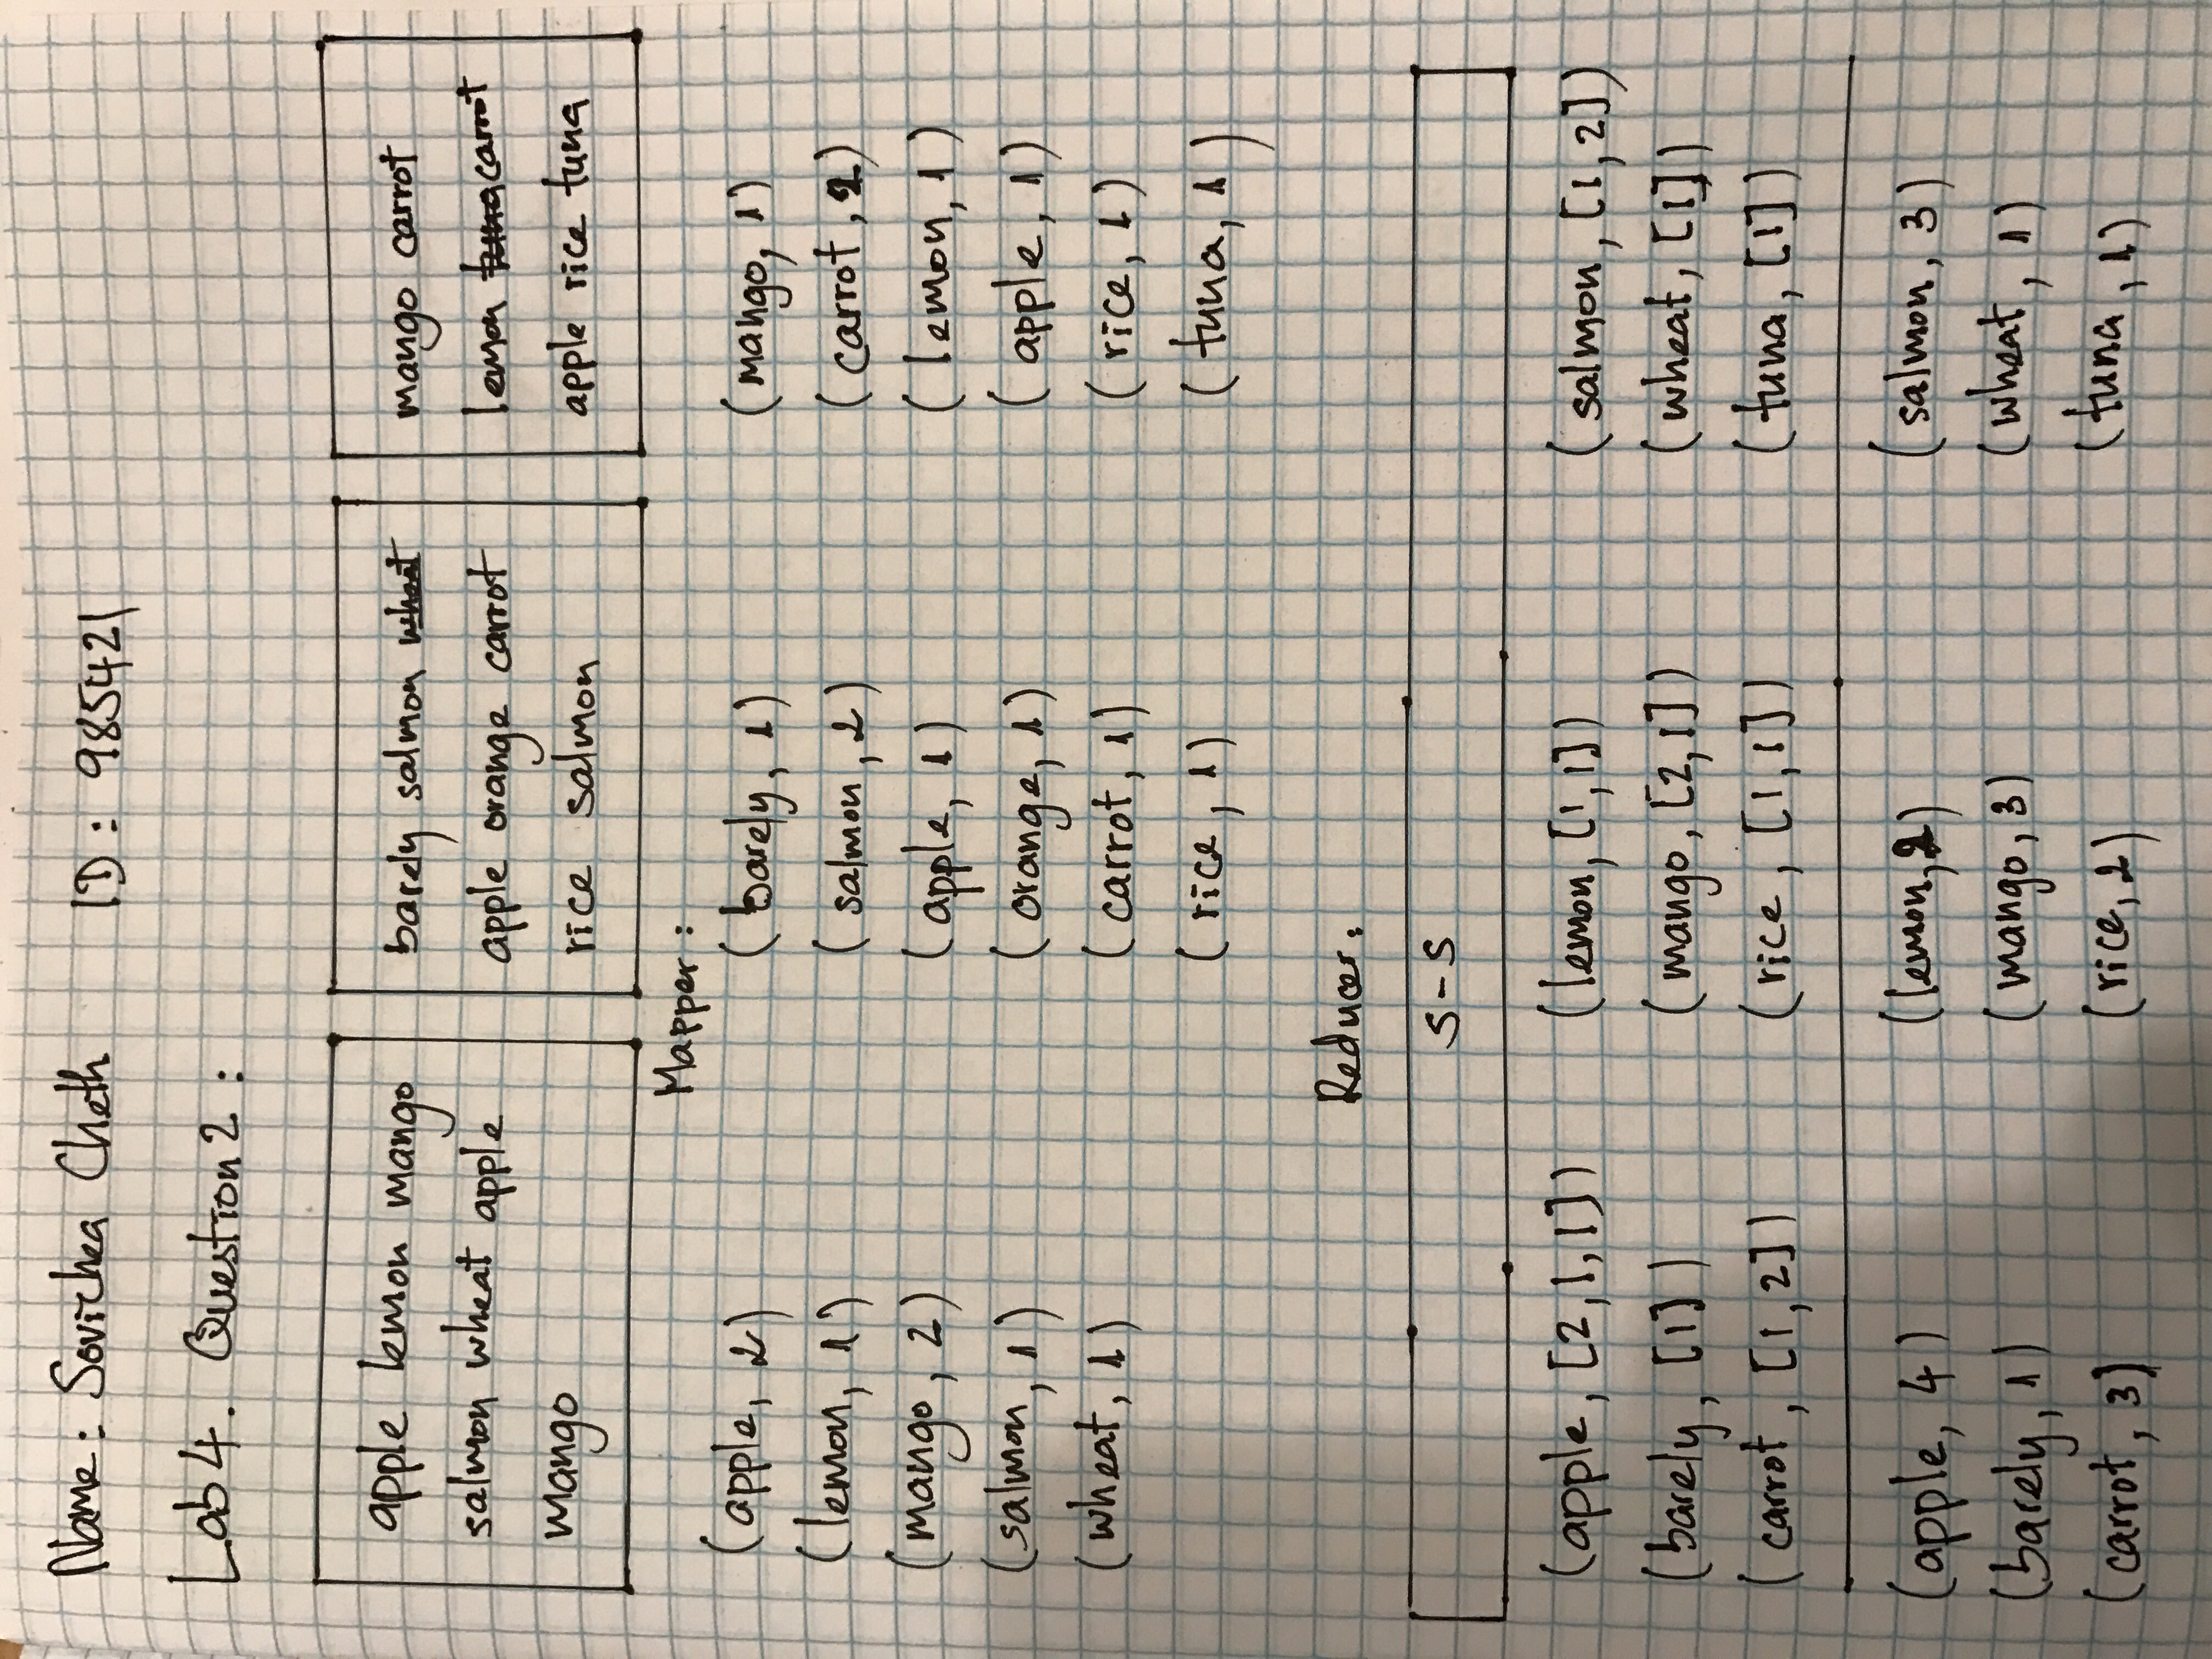 Name: Sovichea Cheth ID: 985421
Lab 4. Question 2:
apple lemon mango
salmon wheat apple
mango
barely salmon wheat
apple orange carrot
rice salmon
mango carrot
lemon tuna carrot
apple rice tuna
Mapper:
(apple, 2)
(lemon, 1)
(mango, 2)
(salmon, 1)
(wheat, 1)
(barely, 1)
(salmon, 2)
(apple, 1)
(orange, 1)
(carrot, 1)
(rice, 1)
(mango, 1)
(carrot, 2)
(lemon, 1)
(apple, 1)
(rice, 1)
(tuna, 1)
Reducer:
S-S
(apple, [2,1,1]) (lemon, [1,1]) (salmon, [1,2])
(barely, [1]) (mango, [2,1]) (wheat, [1])
(carrot, [1,2]) (rice, [1,1]) (tuna, [1])
(apple, 4) (lemon, 2) (salmon, 3)
(barely, 1) (mango, 3) (wheat, 1)
(carrot, 3) (rice, 2) (tuna, 1)